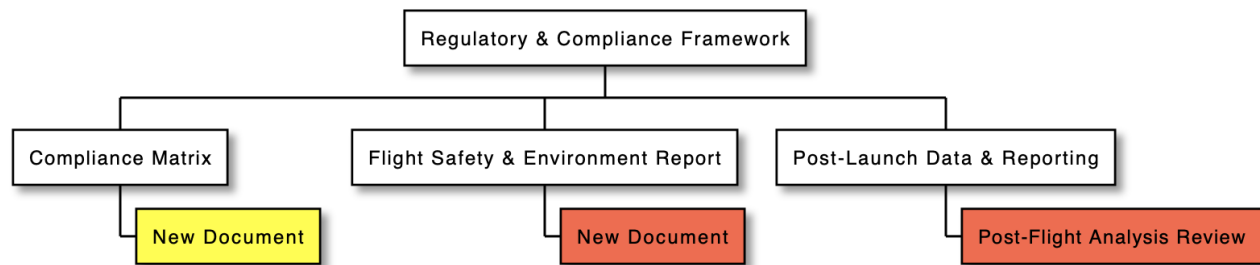 Regulatory & Compliance Framework
Compliance Matrix
Flight Safety & Environment Report
Post-Launch Data & Reporting
New Document
New Document
Post-Flight Analysis Review